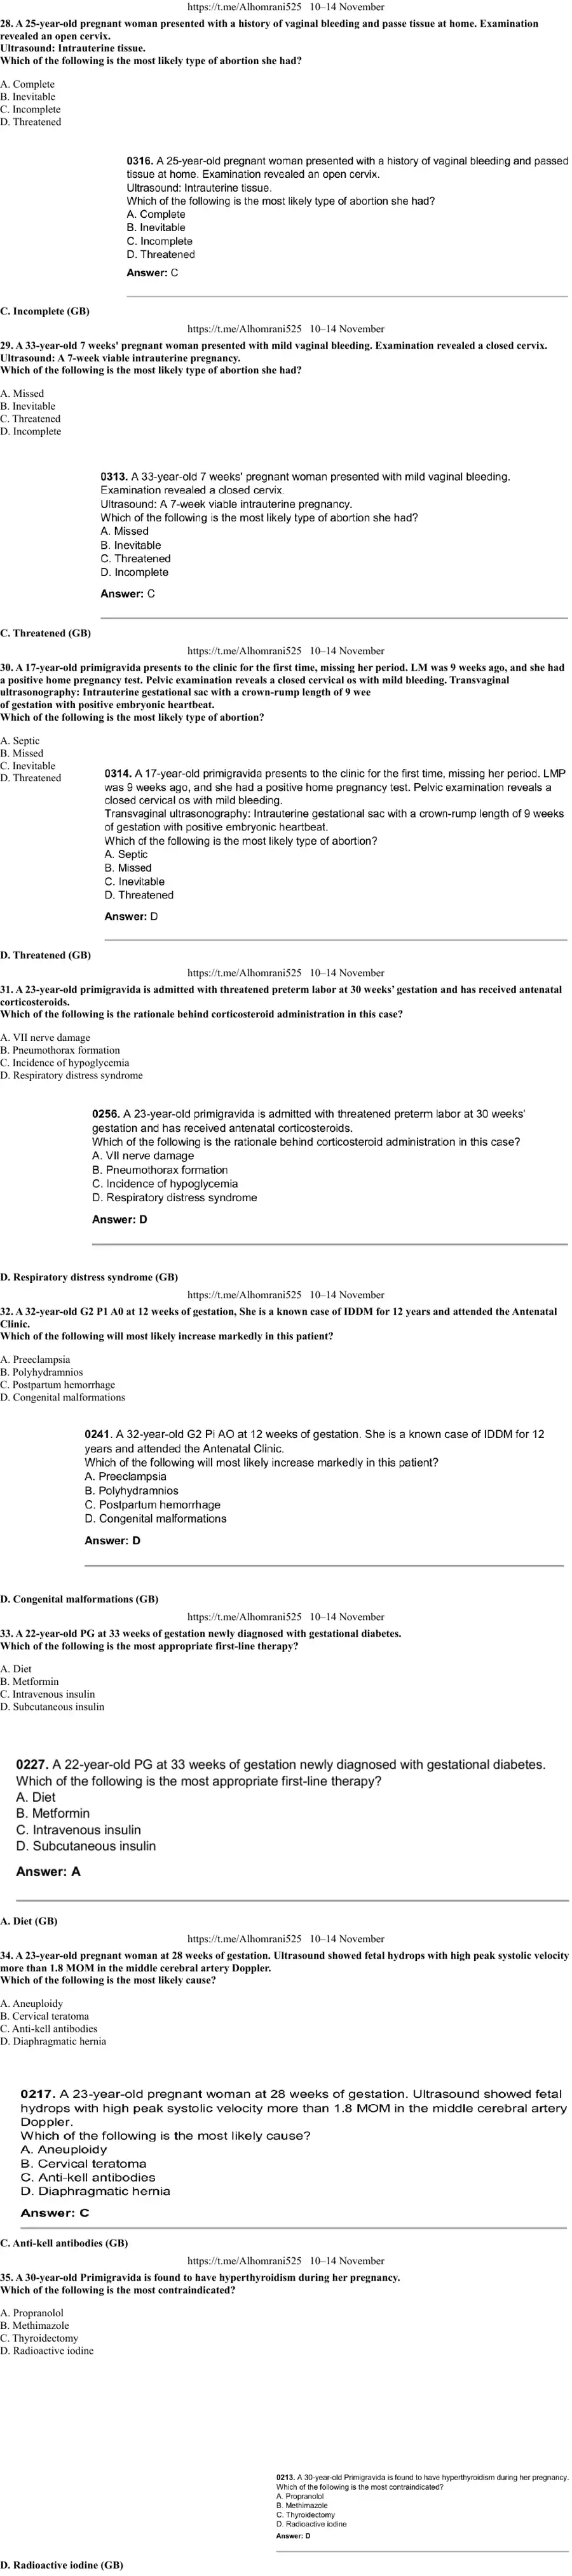 https://t.me/Alhomrani525 10–14 November
28. A 25-year-old pregnant woman presented with a history of vaginal bleeding and passe tissue at home. Examination
revealed an open cervix.
Ultrasound: Intrauterine tissue.
Which of the following is the most likely type of abortion she had?
A. Complete
B. Inevitable
C. Incomplete
D. Threatened
0316. A 25-year-old pregnant woman presented with a history of vaginal bleeding and passed
tissue at home. Examination revealed an open cervix.
Ultrasound: Intrauterine tissue.
Which of the following is the most likely type of abortion she had?
A. Complete
B. Inevitable
C. Incomplete
D. Threatened
Answer: C
C. Incomplete (GB)
https://t.me/Alhomrani525 10–14 November
29. A 33-year-old 7 weeks' pregnant woman presented with mild vaginal bleeding. Examination revealed a closed cervix.
Ultrasound: A 7-week viable intrauterine pregnancy.
Which of the following is the most likely type of abortion she had?
A. Missed
B. Inevitable
C. Threatened
D. Incomplete
0313. A 33-year-old 7 weeks' pregnant woman presented with mild vaginal bleeding.
Examination revealed a closed cervix.
Ultrasound: A 7-week viable intrauterine pregnancy.
Which of the following is the most likely type of abortion she had?
A. Missed
B. Inevitable
C. Threatened
D. Incomplete
Answer: C
C. Threatened (GB)
https://t.me/Alhomrani525 10–14 November
30. A 17-year-old primigravida presents to the clinic for the first time, missing her period. LM was 9 weeks ago, and she had
a positive home pregnancy test. Pelvic examination reveals a closed cervical os with mild bleeding. Transvaginal
ultrasonography: Intrauterine gestational sac with a crown-rump length of 9 wee
of gestation with positive embryonic heartbeat.
Which of the following is the most likely type of abortion?
A. Septic
B. Missed
C. Inevitable
D. Threatened
0314. A 17-year-old primigravida presents to the clinic for the first time, missing her period. LMP
was 9 weeks ago, and she had a positive home pregnancy test. Pelvic examination reveals a
closed cervical os with mild bleeding.
Transvaginal ultrasonography: Intrauterine gestational sac with a crown-rump length of 9 weeks
of gestation with positive embryonic heartbeat.
Which of the following is the most likely type of abortion?
A. Septic
B. Missed
C. Inevitable
D. Threatened
Answer: D
D. Threatened (GB)
https://t.me/Alhomrani525 10–14 November
31. A 23-year-old primigravida is admitted with threatened preterm labor at 30 weeks’ gestation and has received antenatal
corticosteroids.
Which of the following is the rationale behind corticosteroid administration in this case?
A. VII nerve damage
B. Pneumothorax formation
C. Incidence of hypoglycemia
D. Respiratory distress syndrome
0256. A 23-year-old primigravida is admitted with threatened preterm labor at 30 weeks'
gestation and has received antenatal corticosteroids.
Which of the following is the rationale behind corticosteroid administration in this case?
A. VII nerve damage
B. Pneumothorax formation
C. Incidence of hypoglycemia
D. Respiratory distress syndrome
Answer: D
D. Respiratory distress syndrome (GB)
https://t.me/Alhomrani525 10–14 November
32. A 32-year-old G2 P1 A0 at 12 weeks of gestation, She is a known case of IDDM for 12 years and attended the Antenatal
Clinic.
Which of the following will most likely increase markedly in this patient?
A. Preeclampsia
B. Polyhydramnios
C. Postpartum hemorrhage
D. Congenital malformations
0241. A 32-year-old G2 Pi AO at 12 weeks of gestation. She is a known case of IDDM for 12
years and attended the Antenatal Clinic.
Which of the following will most likely increase markedly in this patient?
A. Preeclampsia
B. Polyhydramnios
C. Postpartum hemorrhage
D. Congenital malformations
Answer: D
D. Congenital malformations (GB)
https://t.me/Alhomrani525 10–14 November
33. A 22-year-old PG at 33 weeks of gestation newly diagnosed with gestational diabetes.
Which of the following is the most appropriate first-line therapy?
A. Diet
B. Metformin
C. Intravenous insulin
D. Subcutaneous insulin
0227. A 22-year-old PG at 33 weeks of gestation newly diagnosed with gestational diabetes.
Which of the following is the most appropriate first-line therapy?
A. Diet
B. Metformin
C. Intravenous insulin
D. Subcutaneous insulin
Answer: A
A. Diet (GB)
https://t.me/Alhomrani525 10–14 November
34. A 23-year-old pregnant woman at 28 weeks of gestation. Ultrasound showed fetal hydrops with high peak systolic velocity
more than 1.8 MOM in the middle cerebral artery Doppler.
Which of the following is the most likely cause?
A. Aneuploidy
B. Cervical teratoma
C. Anti-kell antibodies
D. Diaphragmatic hernia
0217. A 23-year-old pregnant woman at 28 weeks of gestation. Ultrasound showed fetal
hydrops with high peak systolic velocity more than 1.8 MOM in the middle cerebral artery
Doppler.
Which of the following is the most likely cause?
A. Aneuploidy
B. Cervical teratoma
C. Anti-kell antibodies
D. Diaphragmatic hernia
Answer: C
C. Anti-kell antibodies (GB)
https://t.me/Alhomrani525 10–14 November
35. A 30-year-old Primigravida is found to have hyperthyroidism during her pregnancy.
Which of the following is the most contraindicated?
A. Propranolol
B. Methimazole
C. Thyroidectomy
D. Radioactive iodine
0213. A 30-year-old Primigravida is found to have hyperthyroidism during her pregnancy.
Which of the following is the most contraindicated?
A. Propranolol
B. Methimazole
C. Thyroidectomy
D. Radioactive iodine
Answer: D
D. Radioactive iodine (GB)